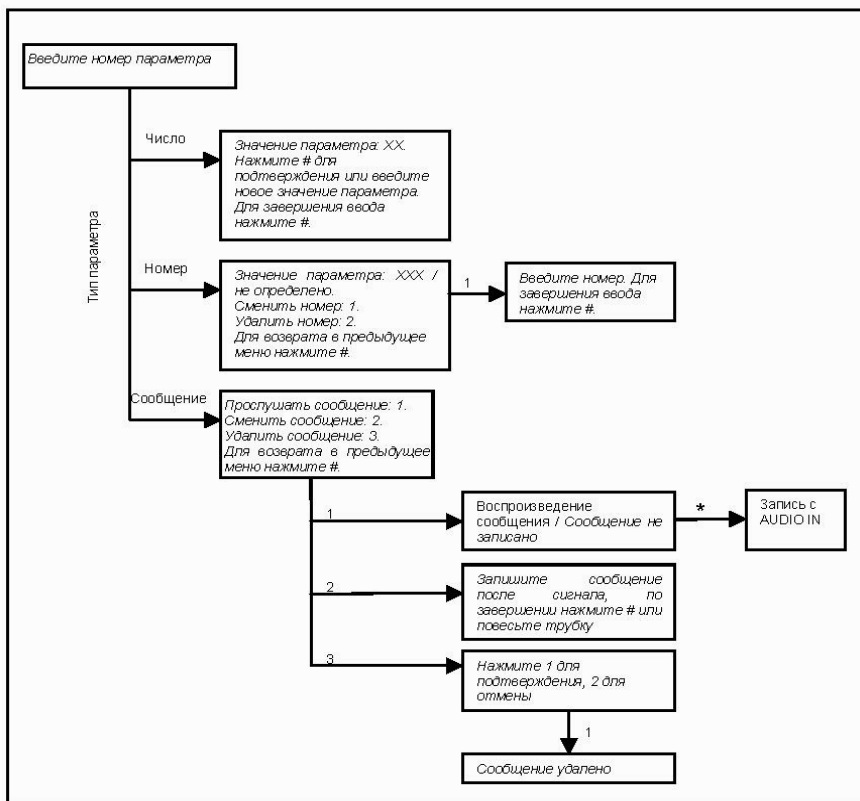 Введите номер параметра
Число
Значение параметра: XX.
Нажмите # для
подтверждения или введите
новое значение параметра.
Для завершения ввода
нажмите #.
Тип параметра
Номер
Значение параметра: XXX /
не определено.
Сменить номер: 1.
Удалить номер: 2.
Для возврата в предыдущее
меню нажмите #.
1
Введите номер. Для
завершения ввода
нажмите #.
Сообщение
Прослушать сообщение: 1.
Сменить сообщение: 2.
Удалить сообщение: 3.
Для возврата в предыдущее
меню нажмите #.
1
Воспроизведение
сообщения / Сообщение не
записано
*
Запись с
AUDIO IN
2
Запишите сообщение
после сигнала, по
завершении нажмите # или
повесьте трубку
3
Нажмите 1 для
подтверждения, 2 для
отмены
1
Сообщение удалено